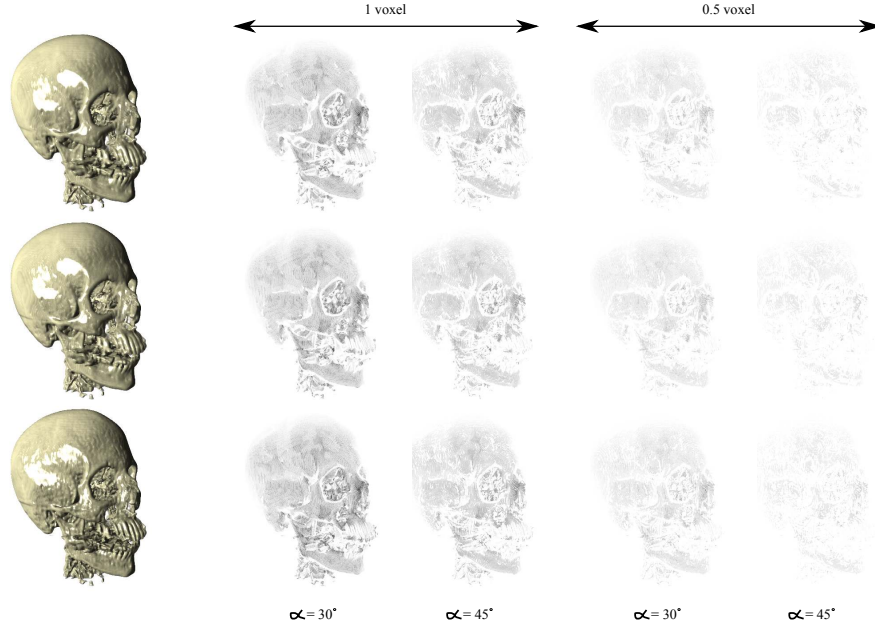 1 voxel
0.5 voxel
α = 30°
α = 45°
α = 30°
α = 45°